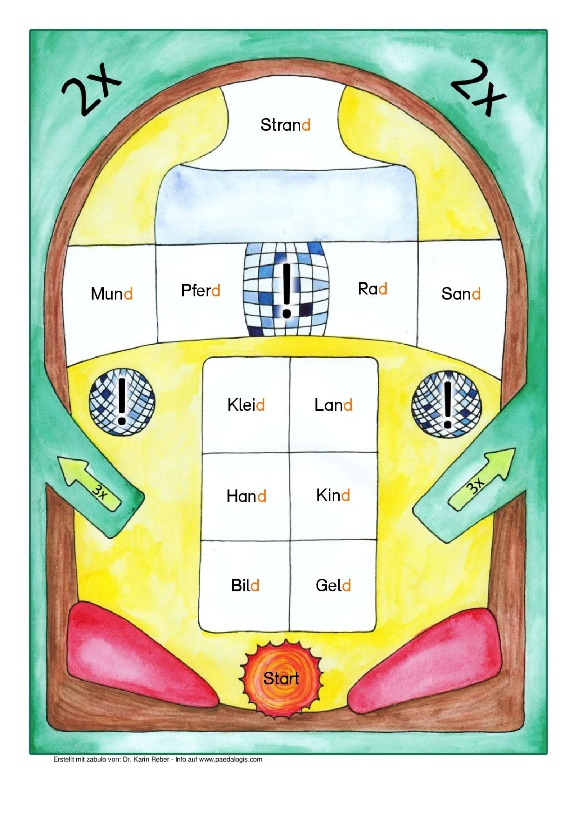 2x 2x
Strand
Mund Pferd ! Rad Sand
! !
Kleid Land
3x 3x
Hand Kind
Bild Geld
Start
Erstellt mit zabulo von: Dr. Karin Reber - Info auf www.paedalogis.com